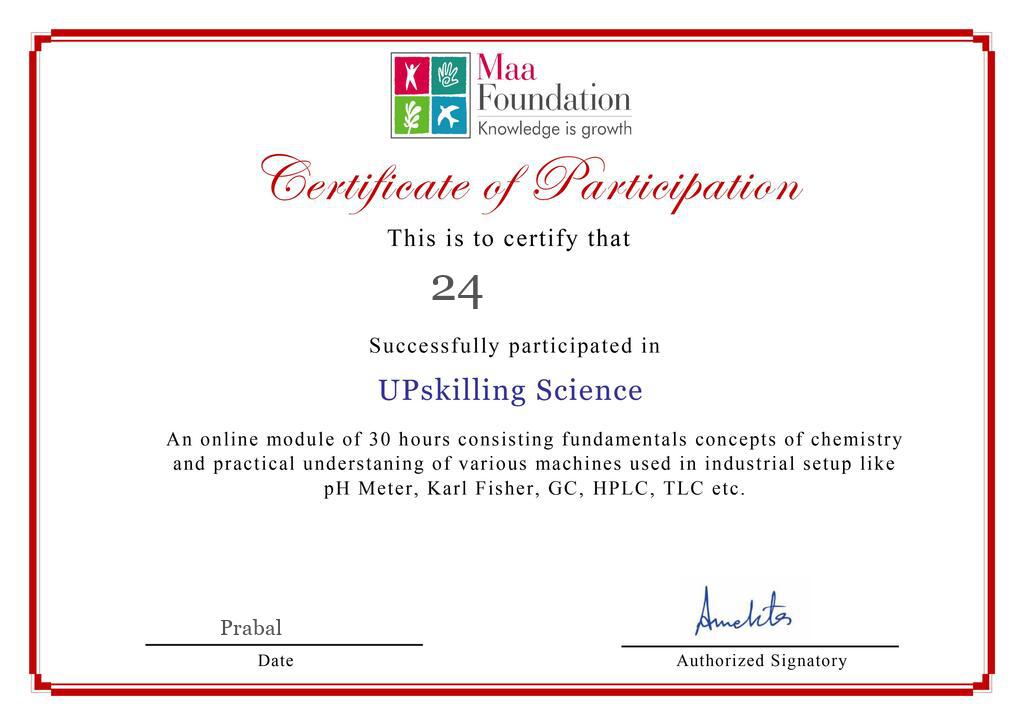 Maa
Foundation
Knowledge is growth
Certificate of Participation
This is to certify that
24
Successfully participated in
UPskilling Science
An online module of 30 hours consisting fundamentals concepts of chemistry
and practical understaning of various machines used in industrial setup like
pH Meter, Karl Fisher, GC, HPLC, TLC etc.
Prabal
Date
Authorized Signatory